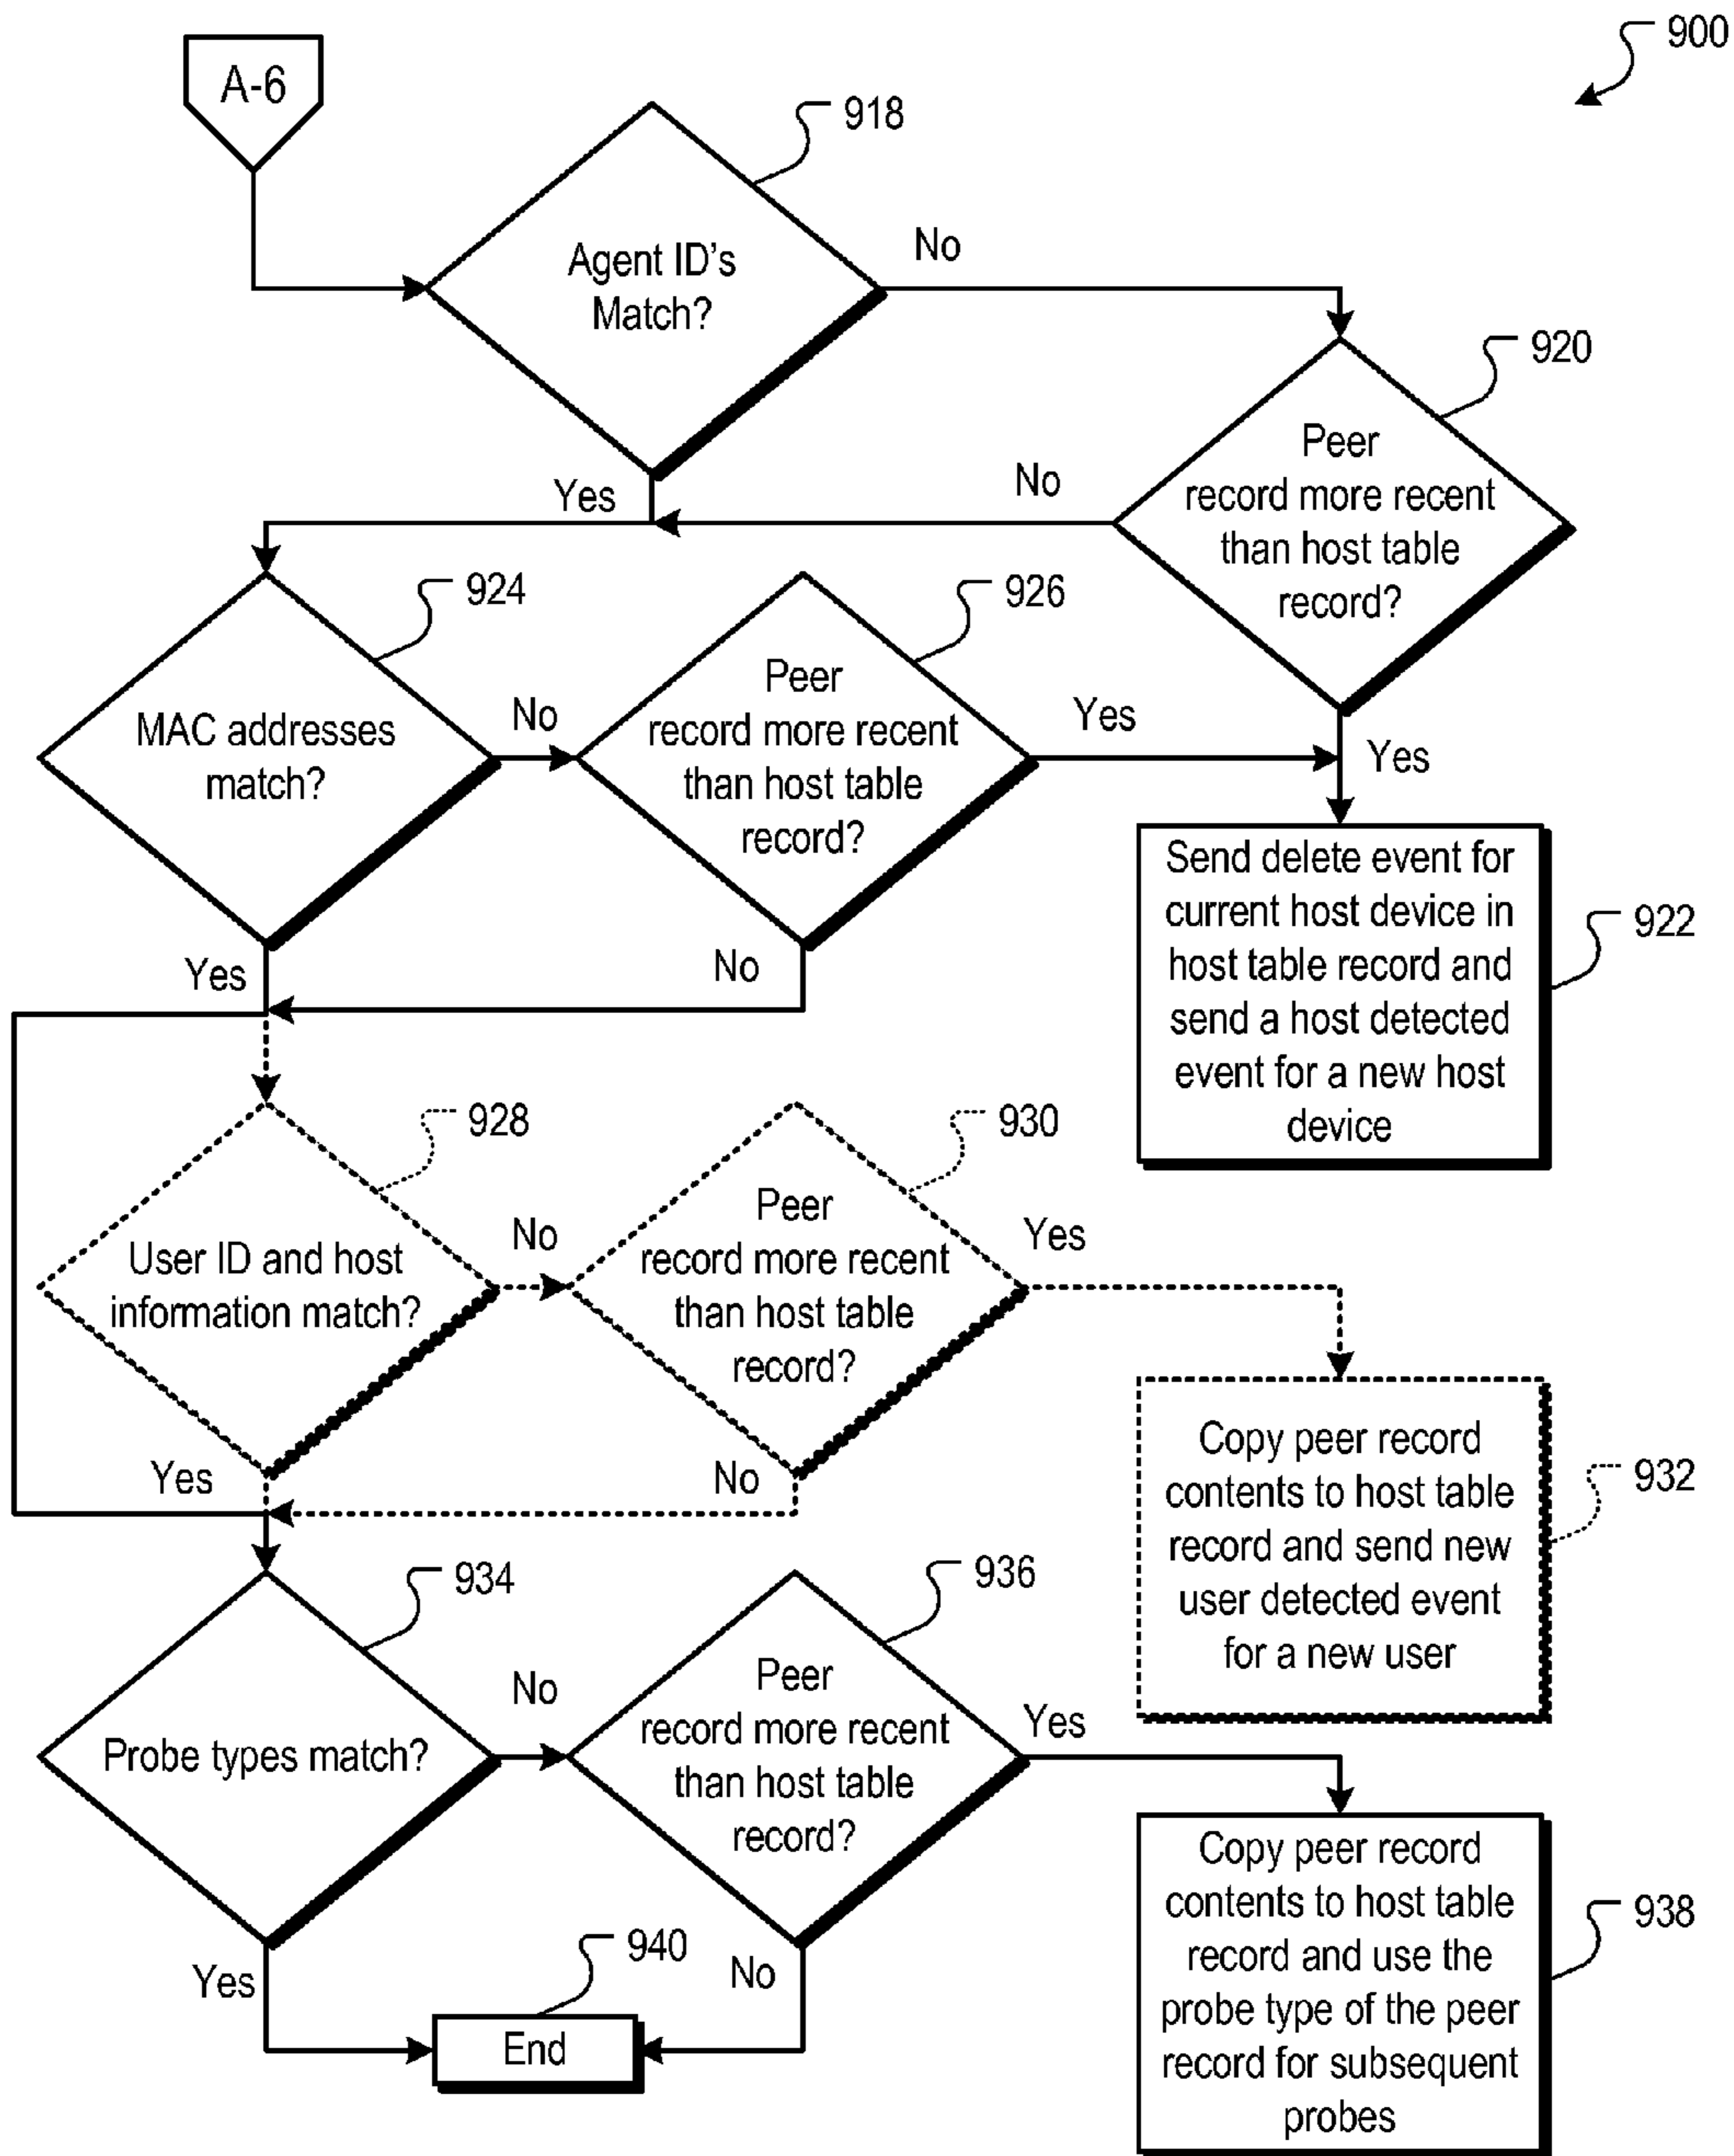 900
A-6
918
Agent ID's
Match?
No
920
Peer
record more recent
than host table
record?
Yes
No
924
MAC addresses
match?
No
926
Peer
record more recent
than host table
record?
Yes
Yes
Send delete event for
current host device in
host table record and
send a host detected
event for a new host
device
922
Yes
No
928
User ID and host
information match?
No
930
Peer
record more recent
than host table
record?
Yes
Copy peer record
contents to host table
record and send new
user detected event
for a new user
932
Yes
No
934
Probe types match?
No
936
Peer
record more recent
than host table
record?
Yes
Copy peer record
contents to host table
record and use the
probe type of the peer
record for subsequent
probes
938
Yes
No
940
End